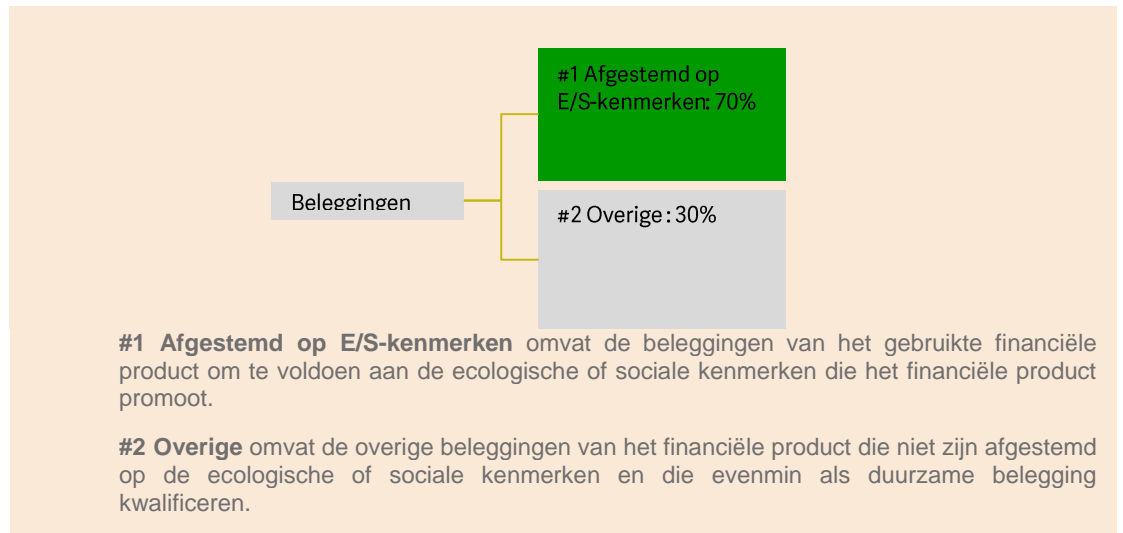 #1 Afgestemd op
E/S-kenmerken: 70%
Beleggingen
#2 Overige: 30%
#1 Afgestemd op E/S-kenmerken omvat de beleggingen van het gebruikte financiële
product om te voldoen aan de ecologische of sociale kenmerken die het financiële product
promoot.
#2 Overige omvat de overige beleggingen van het financiële product die niet zijn afgestemd
op de ecologische of sociale kenmerken en die evenmin als duurzame belegging
kwalificeren.